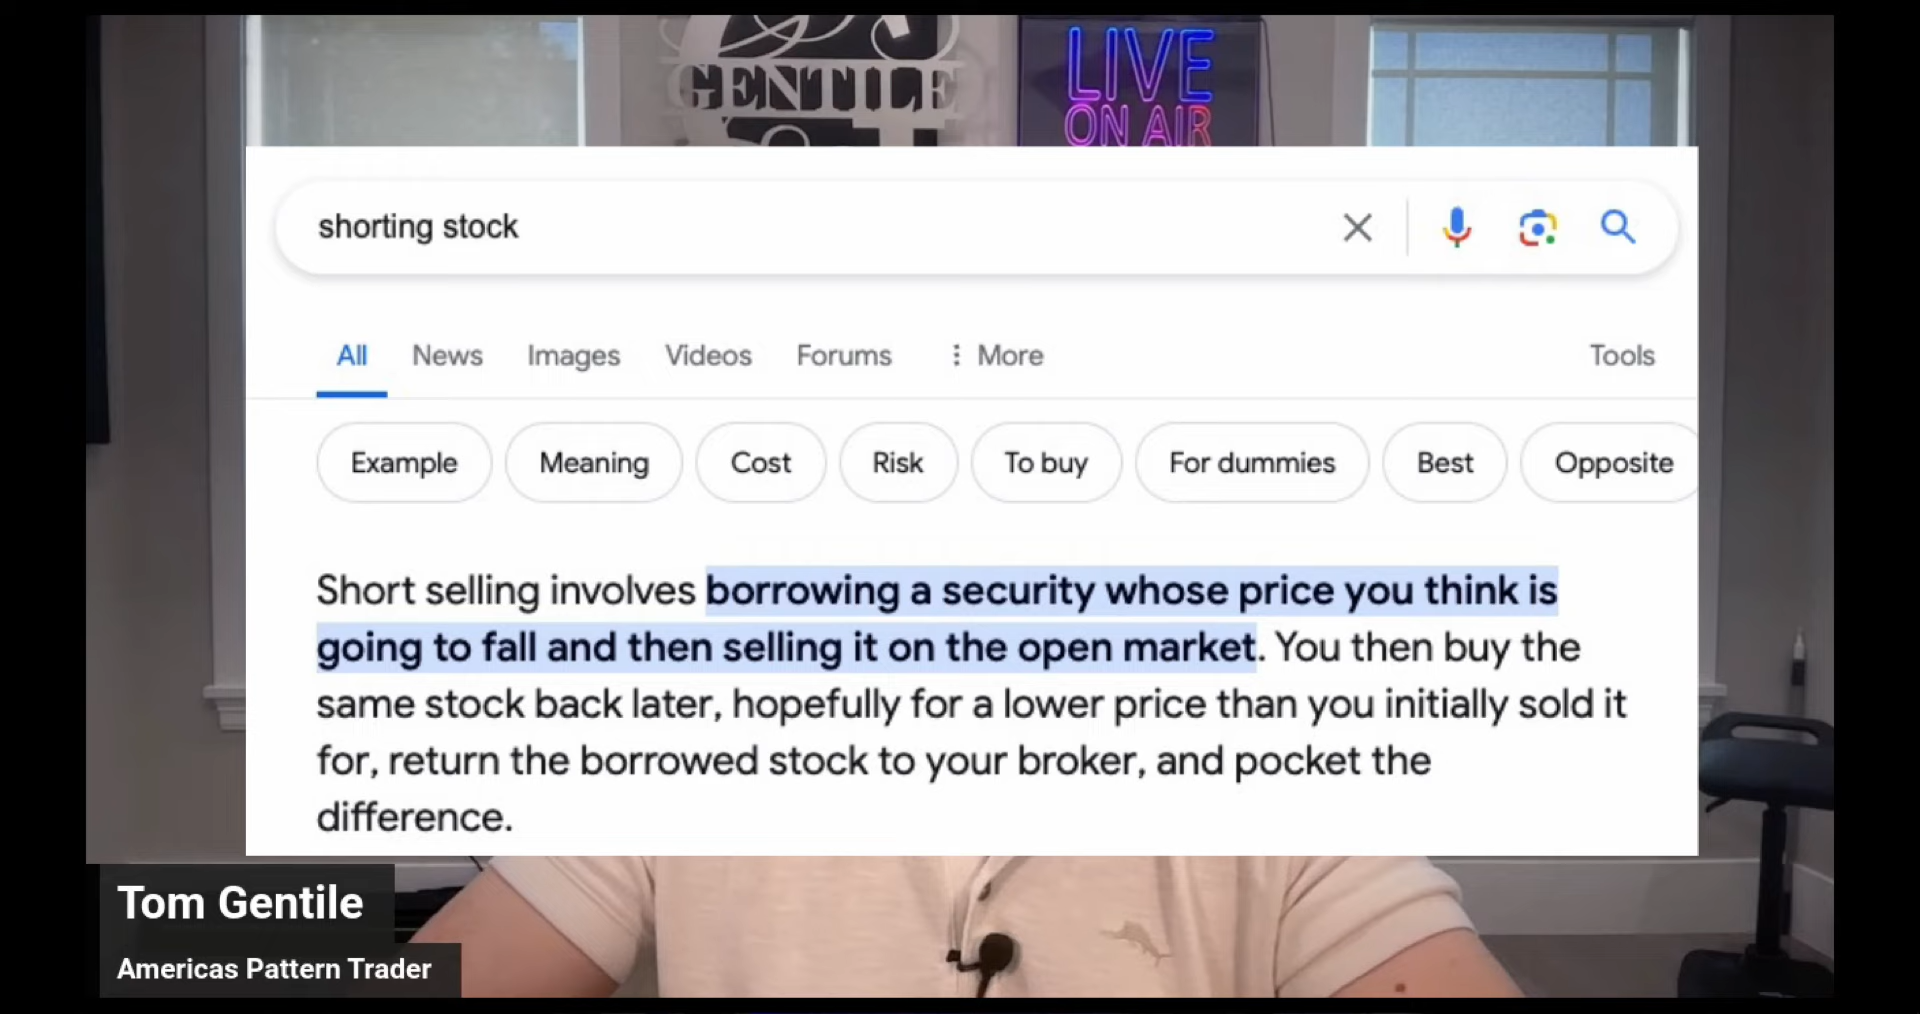 GENTILE
LIVE
ON AIR
shorting stock
All News Images Videos Forums More Tools
Example Meaning Cost Risk To buy For dummies Best Opposite
Short selling involves borrowing a security whose price you think is
going to fall and then selling it on the open market. You then buy the
same stock back later, hopefully for a lower price than you initially sold it
for, return the borrowed stock to your broker, and pocket the
difference.
Tom Gentile
Americas Pattern Trader